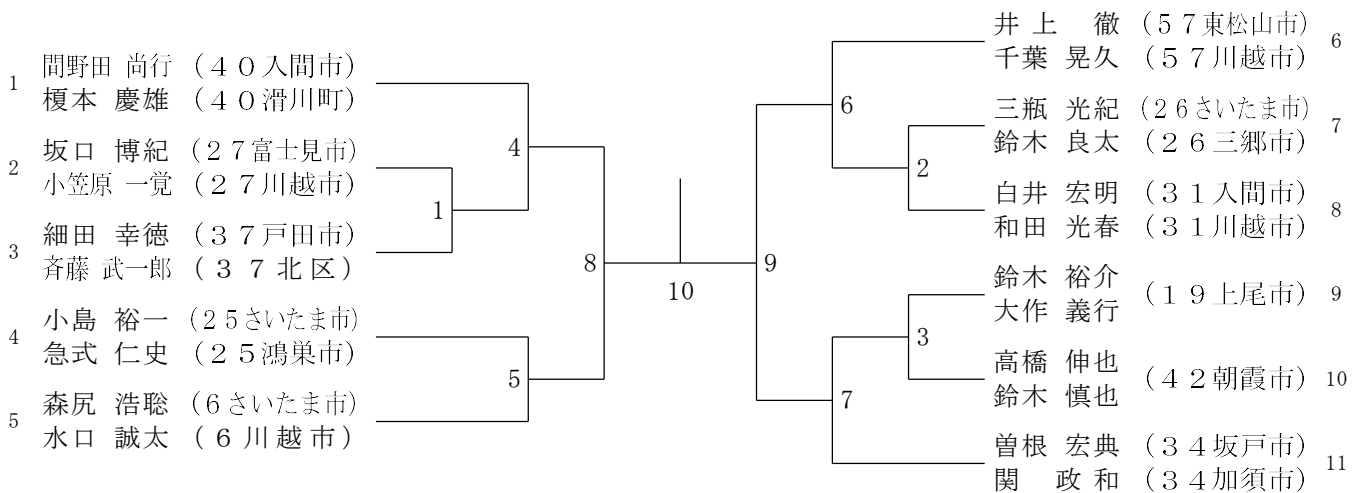 1
間野田 尚行 (40入間市)
榎本 慶雄 (40滑川町)
2
坂口 博紀 (27富士見市)
小笠原 一覚 (27川越市)
3
細田 幸徳 (37戸田市)
斉藤 武一郎 (37北区)
4
小島 裕一 (25さいたま市)
急式 仁史 (25鴻巣市)
5
森尻 浩聡 (6さいたま市)
水口 誠太 (6川越市)
4
1
5
8
10
9
6
2
3
7
井上 徹 (57東松山市)
千葉 晃久 (57川越市)
6
三瓶 光紀 (26さいたま市)
鈴木 良太 (26三郷市)
7
白井 宏明 (31入間市)
和田 光春 (31川越市)
8
鈴木 裕介
大作 義行
(19上尾市) 9
高橋 伸也
鈴木 慎也
(42朝霞市) 10
曽根 宏典 (34坂戸市)
関 政和 (34加須市)
11